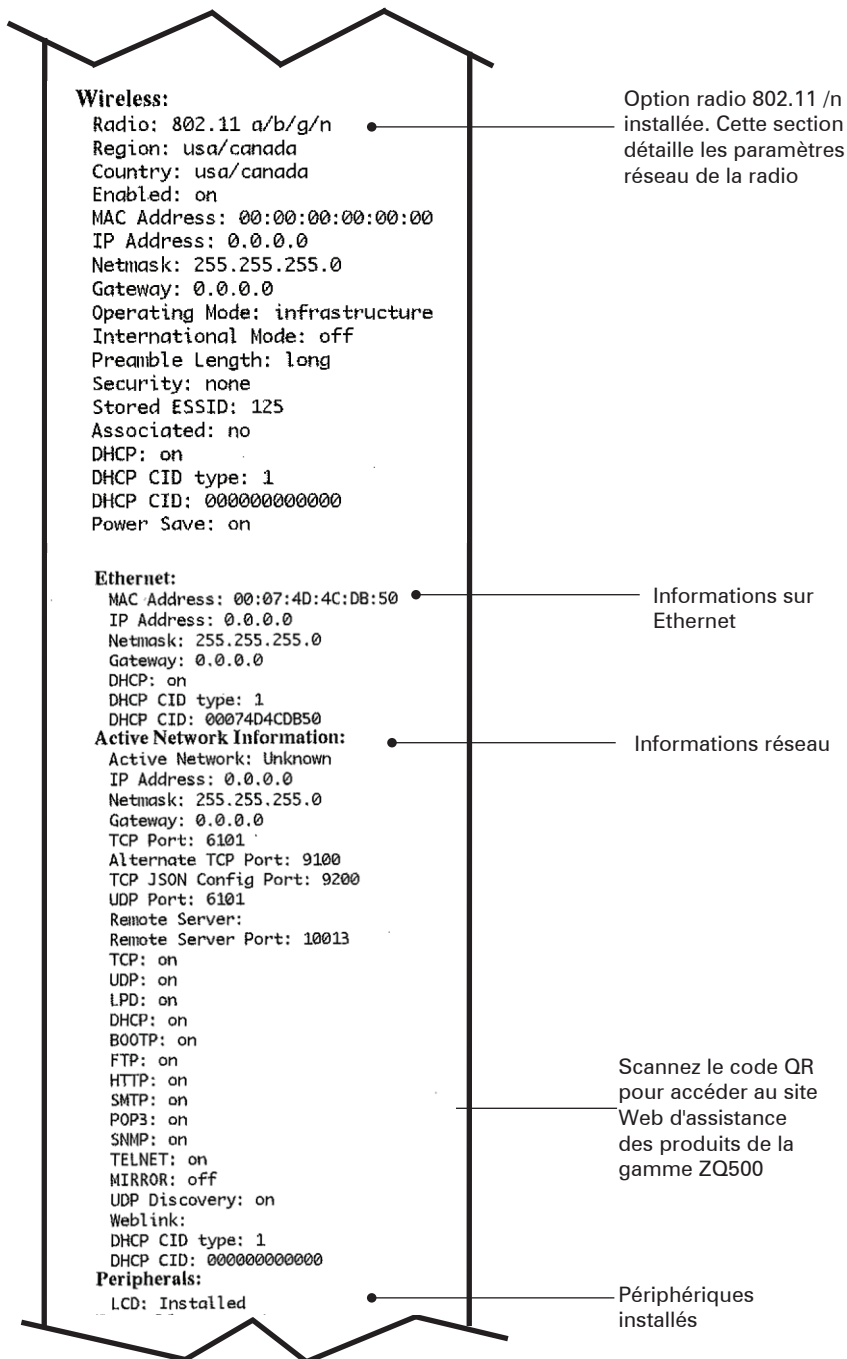 Wireless:
Radio: 802.11 a/b/g/n
Region: usa/canada
Country: usa/canada
Enabled: on
MAC Address: 00:00:00:00:00:00
IP Address: 0.0.0.0
Netmask: 255.255.255.0
Gateway: 0.0.0.0
Operating Mode: infrastructure
International Mode: off
Preamble Length: long
Security: none
Stored ESSID: 125
Associated: no
DHCP: on
DHCP CID type: 1
DHCP CID: 000000000000
Power Save: on
Option radio 802.11 /n
installée. Cette section
détaille les paramètres
réseau de la radio
Ethernet:
MAC Address: 00:07:4D:4C:DB:50
IP Address: 0.0.0.0
Netmask: 255.255.255.0
Gateway: 0.0.0.0
DHCP: on
DHCP CID type: 1
DHCP CID: 00074D4CDB50
Informations sur
Ethernet
Active Network Information:
Active Network: Unknown
IP Address: 0.0.0.0
Netmask: 255.255.255.0
Gateway: 0.0.0.0
TCP Port: 6101
Alternate TCP Port: 9100
TCP JSON Config Port: 9200
UDP Port: 6101
Remote Server:
Remote Server Port: 10013
TCP: on
UDP: on
LPD: on
DHCP: on
BOOTP: on
FTP: on
HTTP: on
SMTP: on
POP3: on
SNMP: on
TELNET: on
MIRROR: off
UDP Discovery: on
Weblink:
DHCP CID type: 1
DHCP CID: 000000000000
Informations réseau
Scannez le code QR
pour accéder au site
Web d'assistance
des produits de la
gamme ZQ500
Peripherals:
LCD: Installed
Périphériques
installés